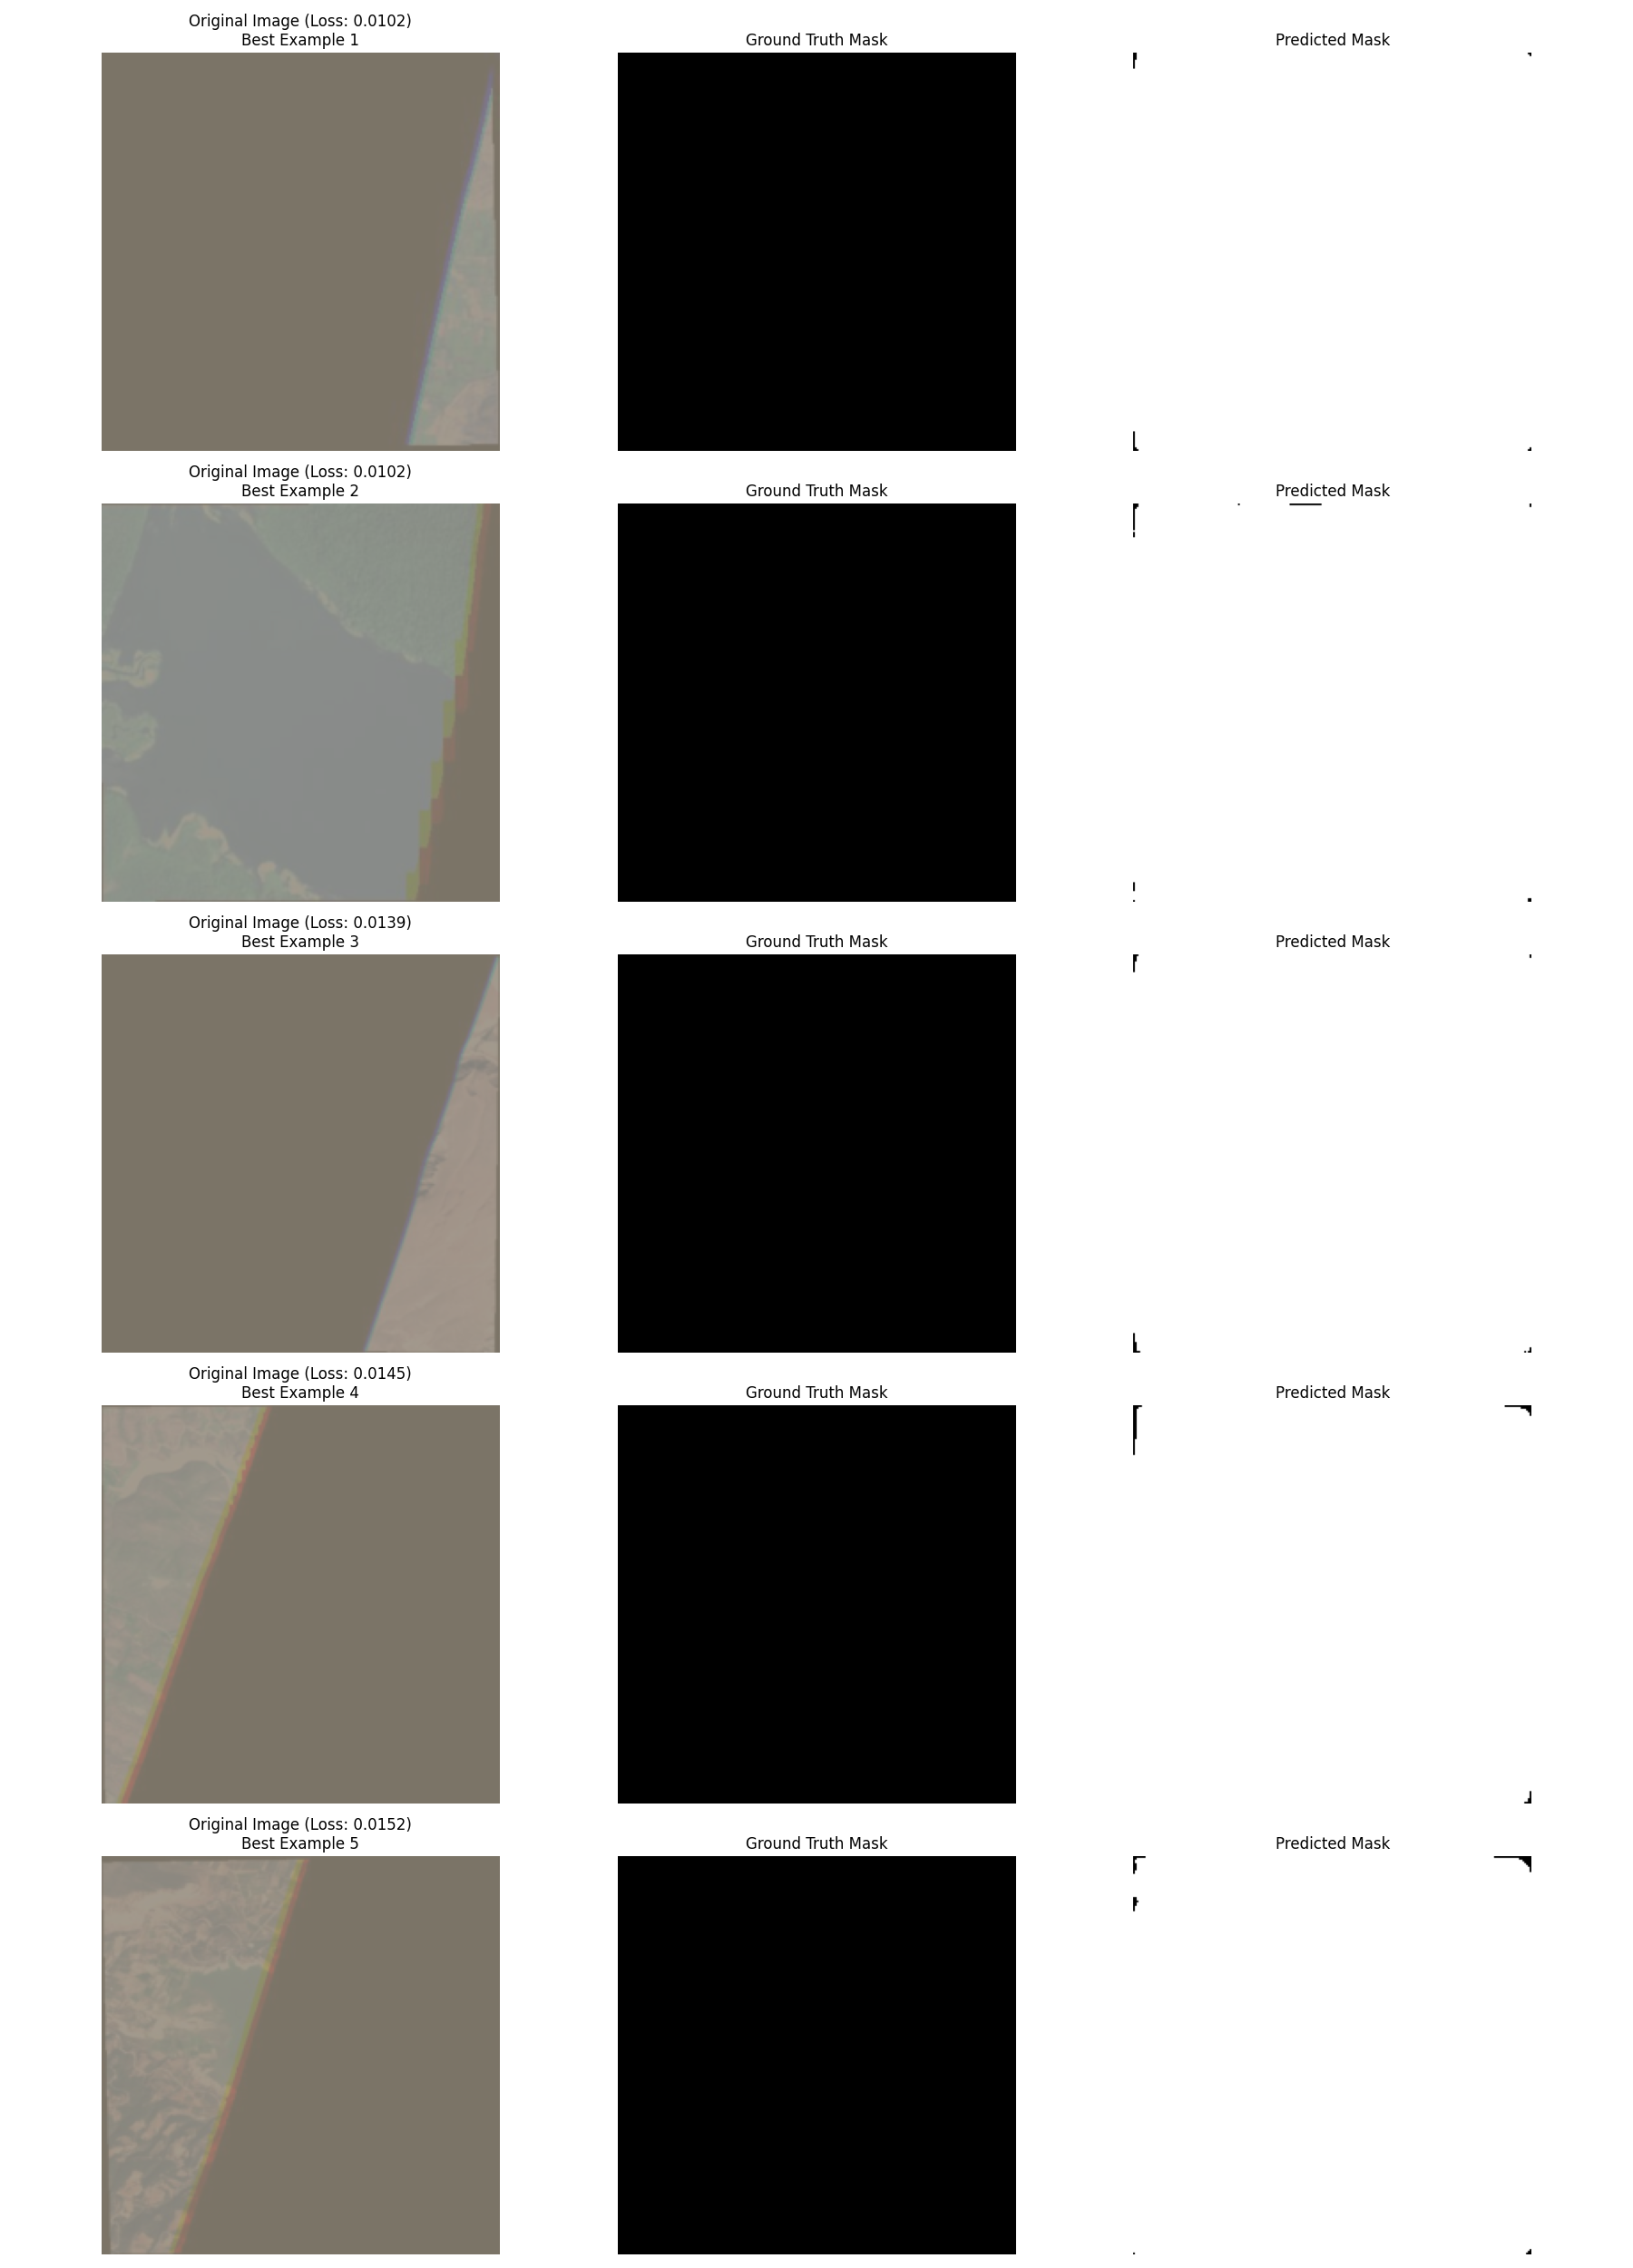 Original Image (Loss: 0.0102)
Best Example 1
Ground Truth Mask
Predicted Mask
Original Image (Loss: 0.0102)
Best Example 2
Ground Truth Mask
Predicted Mask
Original Image (Loss: 0.0139)
Best Example 3
Ground Truth Mask
Predicted Mask
Original Image (Loss: 0.0145)
Best Example 4
Ground Truth Mask
Predicted Mask
Original Image (Loss: 0.0152)
Best Example 5
Ground Truth Mask
Predicted Mask